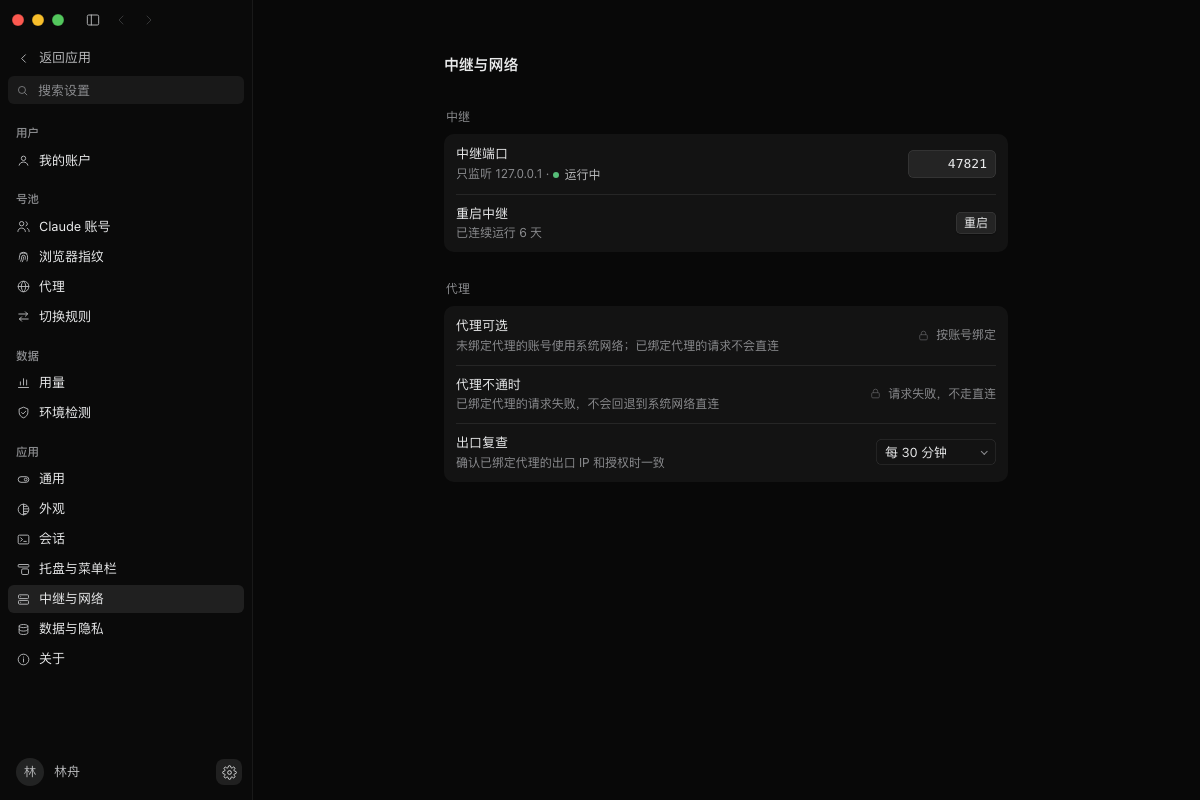 返回应用
搜索设置
用户
我的账户
号池
Claude 账号
浏览器指纹
代理
切换规则
数据
用量
环境检测
应用
通用
外观
会话
托盘与菜单栏
中继与网络
数据与隐私
关于
林 林舟
中继与网络
中继
中继端口
只监听 127.0.0.1 · 运行中
47821
重启中继
已连续运行 6 天
重启
代理
代理可选
未绑定代理的账号使用系统网络；已绑定代理的请求不会直连
按账号绑定
代理不通时
已绑定代理的请求失败，不会回退到系统网络直连
请求失败，不走直连
出口复查
确认已绑定代理的出口 IP 和授权时一致
每 30 分钟